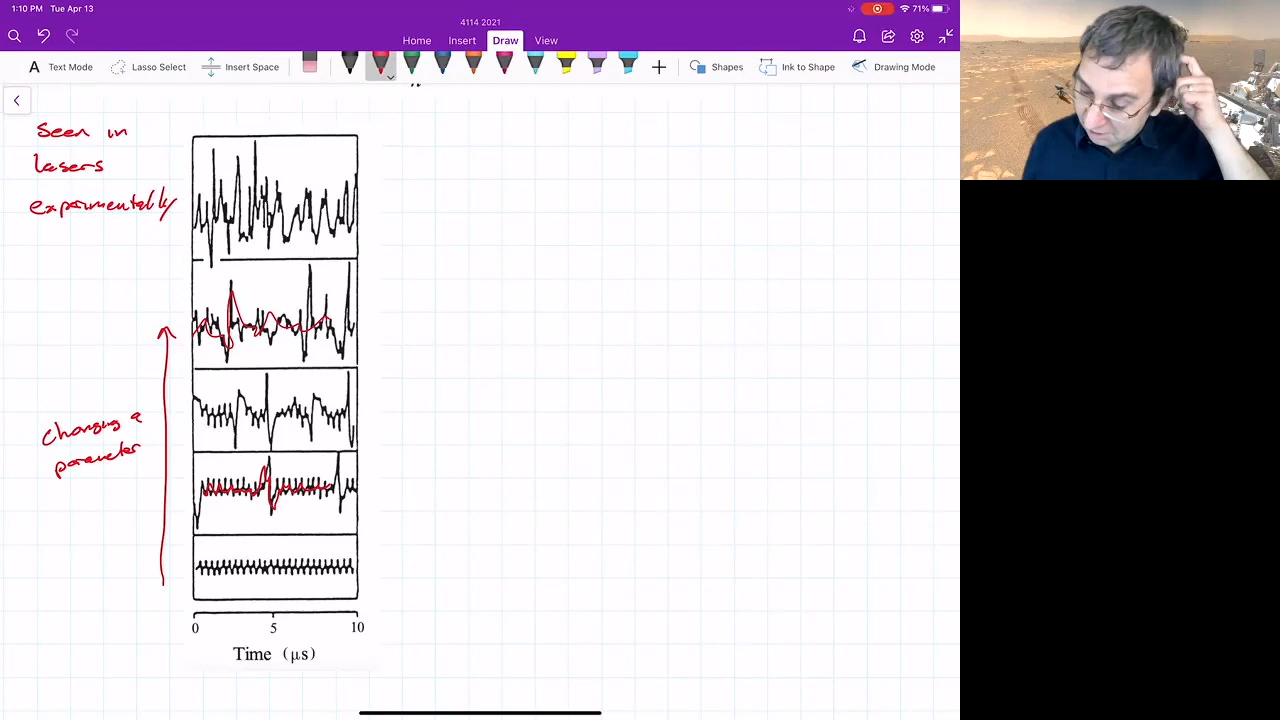 1:10 PM Tue Apr 13
71%
4114 2021
Home Insert Draw View
Text Mode Lasso Select Insert Space Shapes Ink to Shape Drawing Mode
seen in
lasers
experimentally
changing a
parameter
0 5 10
Time (μs)